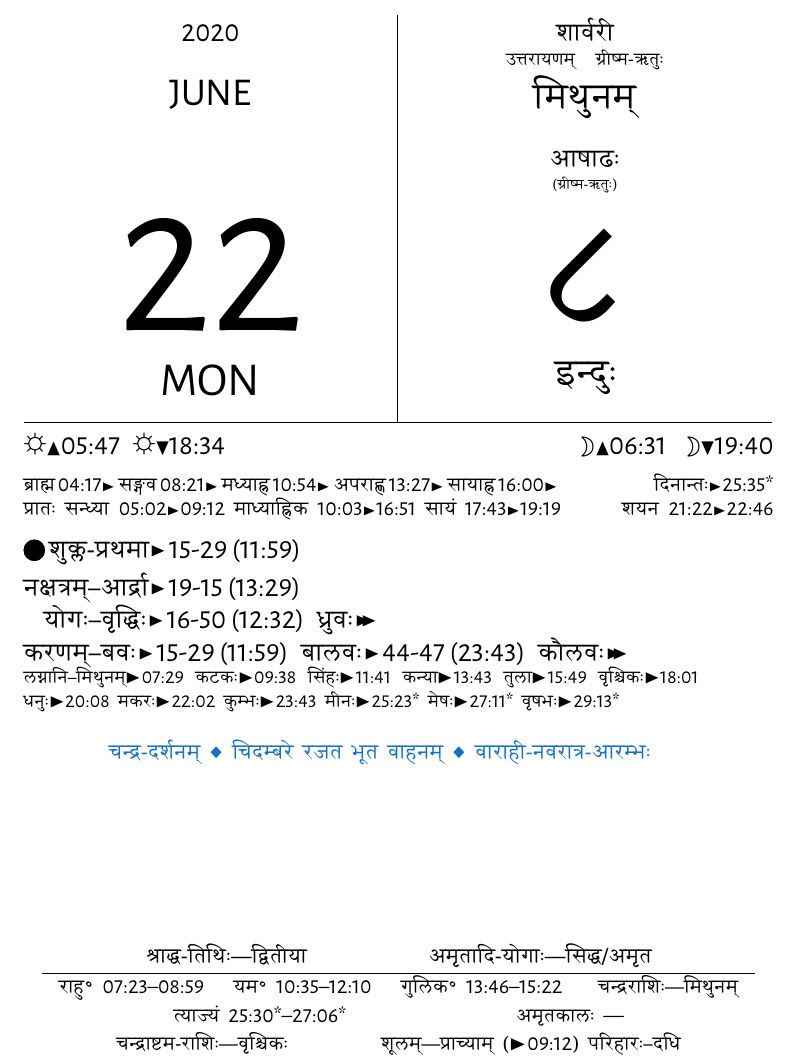 2020
JUNE
22
MON
शार्वरी
उत्तरायणम् ग्रीष्म-ऋतुः
मिथुनम्
आषाढः
(ग्रीष्म-ऋतुः)
८
इन्दुः
☼▲05:47 ☼▼18:34 ☽▲06:31 ☽▼19:40
ब्राह्म 04:17► सङ्गव 08:21► मध्याह्न 10:54► अपराह्ण 13:27► सायाह्न 16:00► दिनान्तः►25:35*
प्रातः सन्ध्या 05:02►09:12 माध्याह्निक 10:03►16:51 सायं 17:43►19:19 शयन 21:22►22:46
●शुक्ल-प्रथमा►15-29 (11:59)
नक्षत्रम्–आर्द्रा►19-15 (13:29)
योगः–वृद्धिः►16-50 (12:32) ध्रुवः►►
करणम्–बवः►15-29 (11:59) बालवः►44-47 (23:43) कौलवः►►
लग्नानि–मिथुनम्►07:29 कटकः►09:38 सिंहः►11:41 कन्या►13:43 तुला►15:49 वृश्चिकः►18:01
धनुः►20:08 मकरः►22:02 कुम्भः►23:43 मीनः►25:23* मेषः►27:11* वृषभः►29:13*
चन्द्र-दर्शनम् ◆ चिदम्बरे रजत भूत वाहनम् ◆ वाराही-नवरात्र-आरम्भः
श्राद्ध-तिथिः—द्वितीया अमृतादि-योगाः—सिद्ध/अमृत
राहु॰ 07:23–08:59 यम॰ 10:35–12:10 गुलिक॰ 13:46–15:22 चन्द्रराशिः—मिथुनम्
त्याज्यं 25:30*–27:06* अमृतकालः —
चन्द्राष्टम-राशिः—वृश्चिकः शूलम्—प्राच्याम् (►09:12) परिहारः–दधि